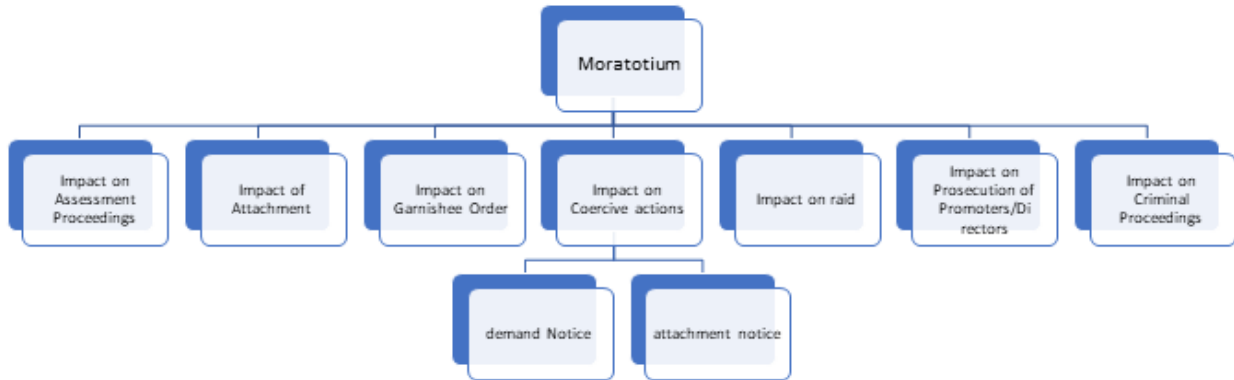 Moratotium
Impact on
Assessment
Proceedings
Impact of
Attachment
Impact on
Garnishee Order
Impact on
Coercive actions
Impact on raid
Impact on
Prosecution of
Promoters/Di
rectors
Impact on
Criminal
Proceedings
demand Notice
attachment notice